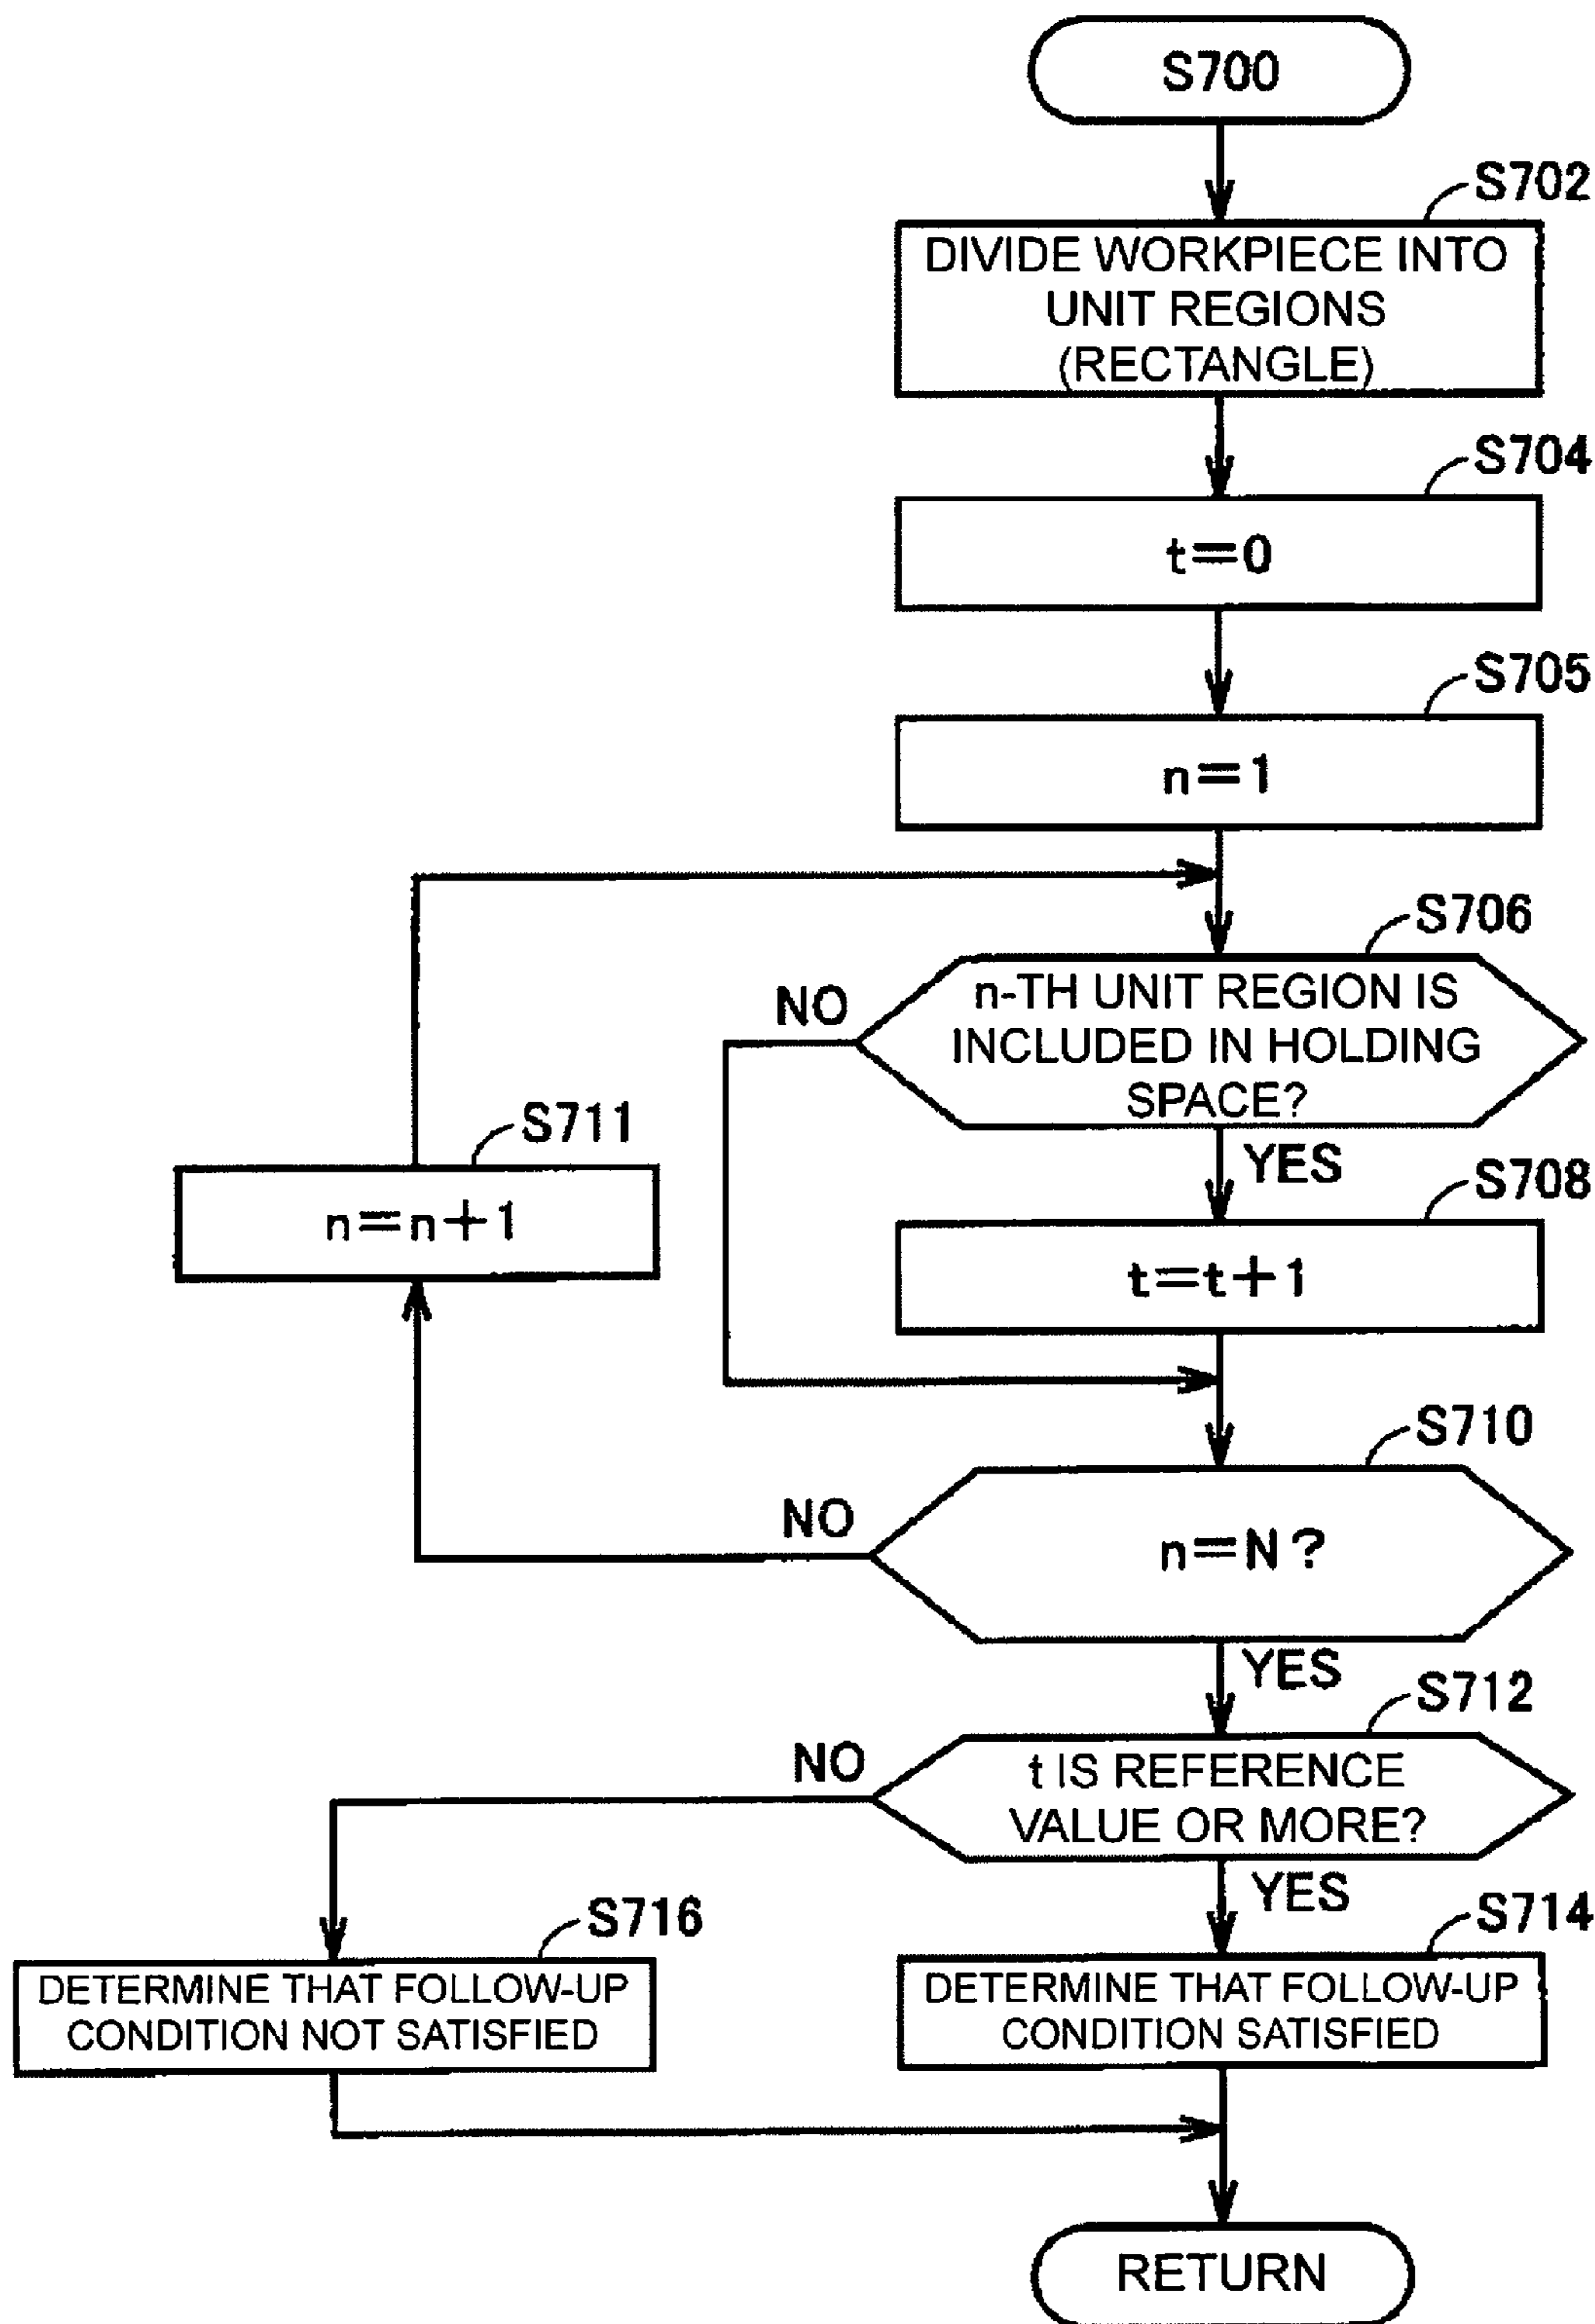 S700
S702
DIVIDE WORKPIECE INTO
UNIT REGIONS
(RECTANGLE)
S704
t=0
S705
n=1
S706
n-TH UNIT REGION IS
INCLUDED IN HOLDING
SPACE?
NO
YES
S711
n=n+1
S708
t=t+1
S710
n=N?
NO
YES
S712
t IS REFERENCE
VALUE OR MORE?
NO
YES
S716
DETERMINE THAT FOLLOW-UP
CONDITION NOT SATISFIED
S714
DETERMINE THAT FOLLOW-UP
CONDITION SATISFIED
RETURN